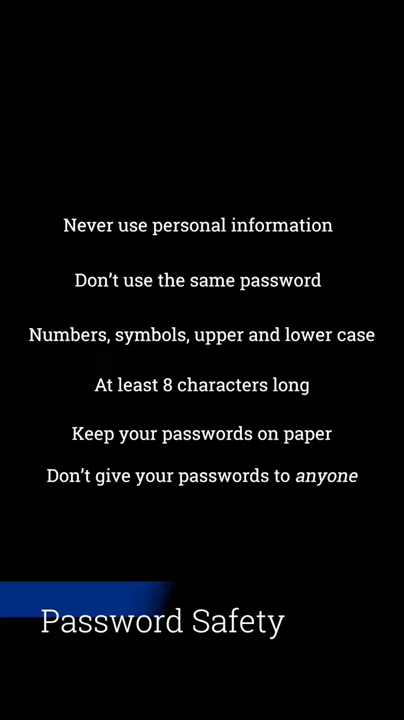 Never use personal information
Don’t use the same password
Numbers, symbols, upper and lower case
At least 8 characters long
Keep your passwords on paper
Don’t give your passwords to anyone
Password Safety